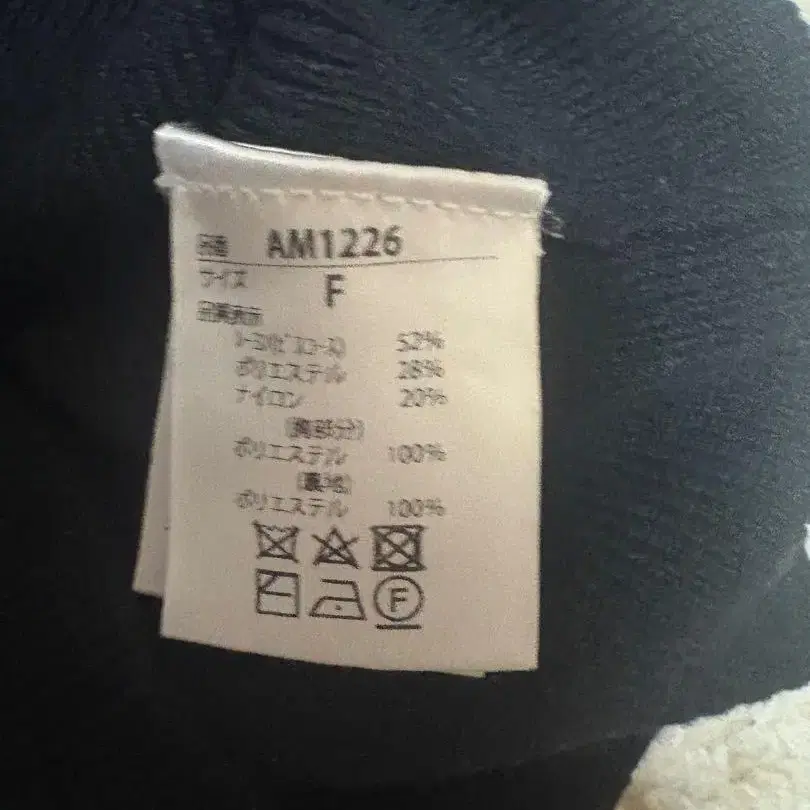 品番 AM1226
サイズ F
品質表示
ﾚｰﾖﾝ(ﾋﾞｽｺｰｽ) 52%
ポリエステル 28%
ナイロン 20%
(胸部分)
ポリエステル 100%
(裏地)
ポリエステル 100%
F